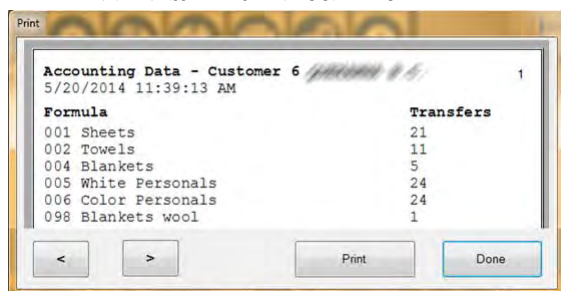 Print
Accounting Data - Customer 6
1
5/20/2014 11:39:13 AM
Formula Transfers
001 Sheets 21
002 Towels 11
004 Blankets 5
005 White Personals 24
006 Color Personals 24
098 Blankets wool 1
< > Print Done